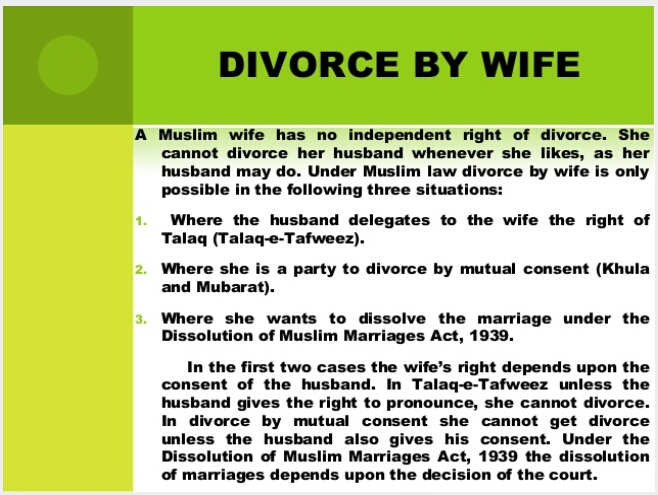 DIVORCE BY WIFE
A Muslim wife has no independent right of divorce. She
cannot divorce her husband whenever she likes, as her
husband may do. Under Muslim law divorce by wife is only
possible in the following three situations:
1. Where the husband delegates to the wife the right of
Talaq (Talaq-e-Tafweez).
2. Where she is a party to divorce by mutual consent (Khula
and Mubarat).
3. Where she wants to dissolve the marriage under the
Dissolution of Muslim Marriages Act, 1939.
In the first two cases the wife's right depends upon the
consent of the husband. In Talaq-e-Tafweez unless the
husband gives the right to pronounce, she cannot divorce.
In divorce by mutual consent she cannot get divorce
unless the husband also gives his consent. Under the
Dissolution of Muslim Marriages Act, 1939 the dissolution
of marriages depends upon the decision of the court.